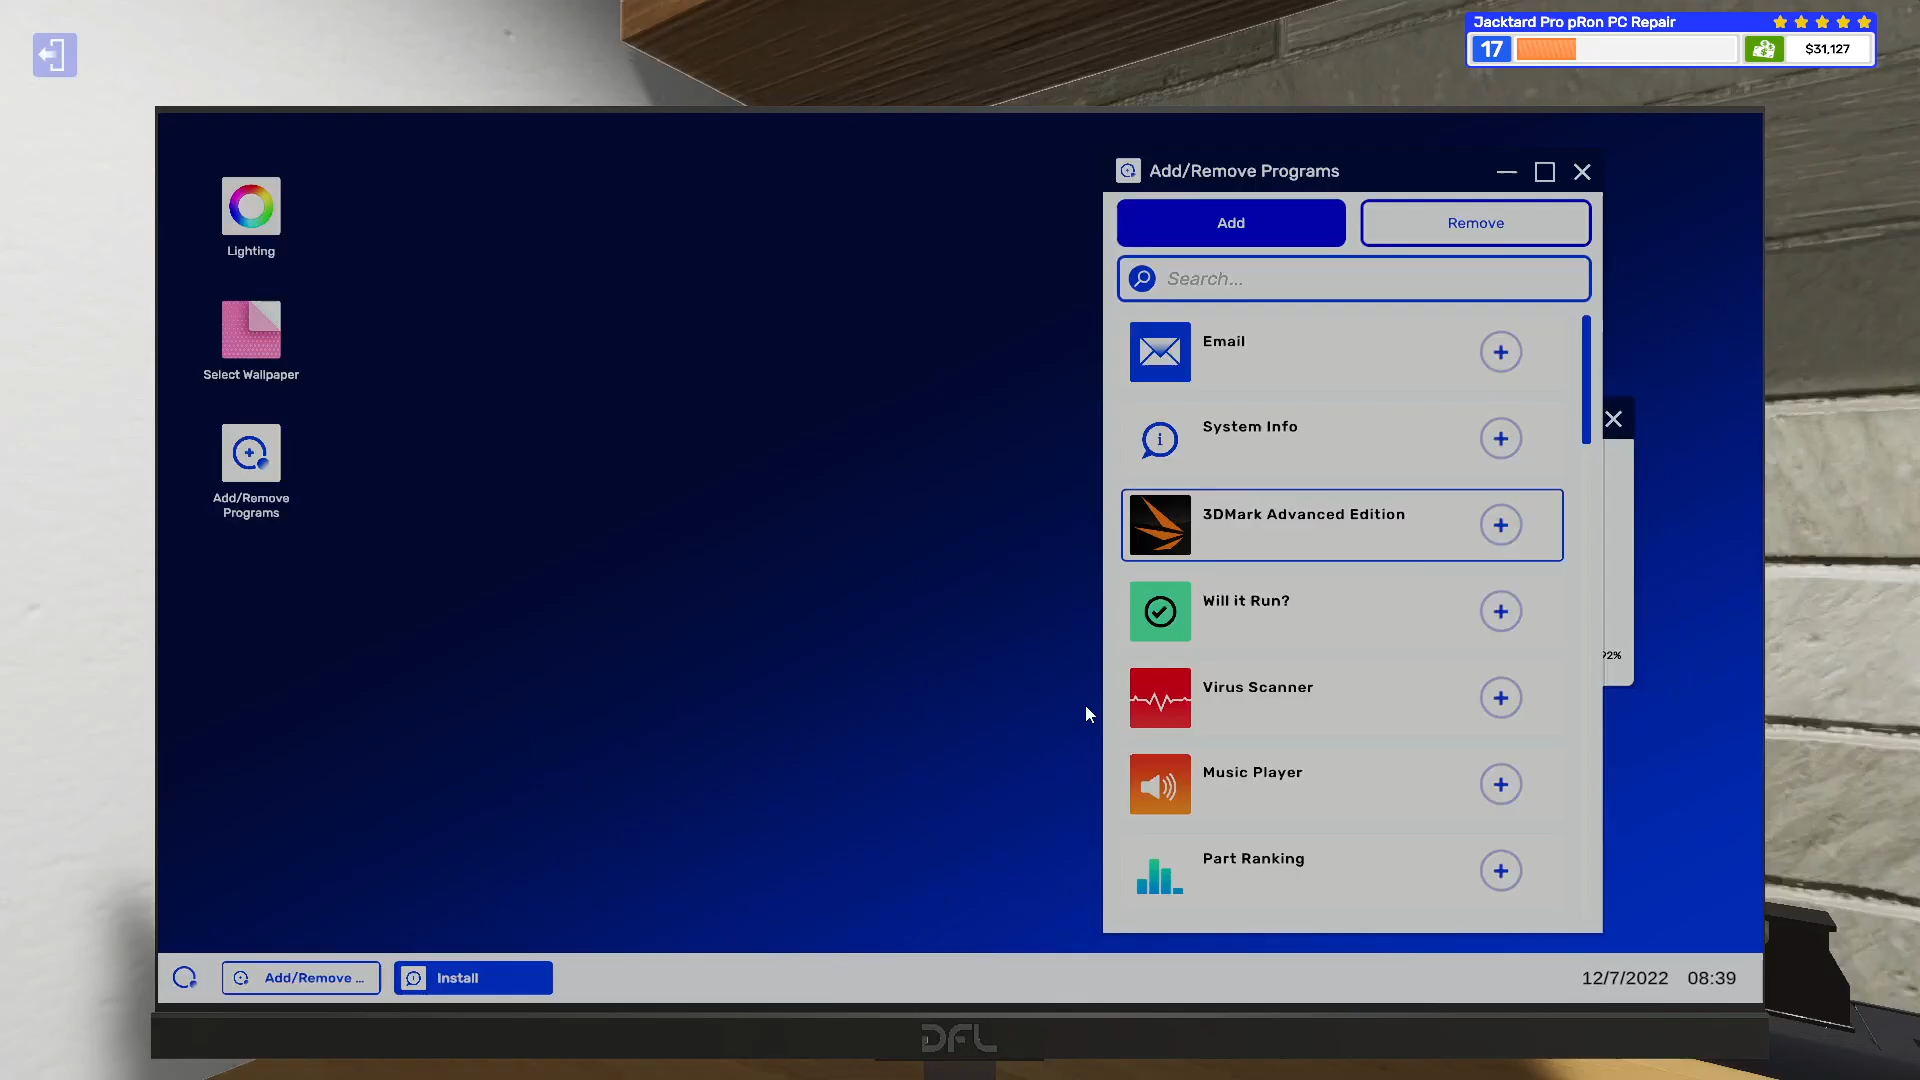 Jacktard Pro pRon PC Repair
17
$31,127
Add/Remove Programs
Add
Remove
Search...
Lighting
Select Wallpaper
Add/Remove
Programs
Email
System Info
3DMark Advanced Edition
Will it Run?
Virus Scanner
Music Player
Part Ranking
92%
Add/Remove ...
Install
12/7/2022 08:39
DFL